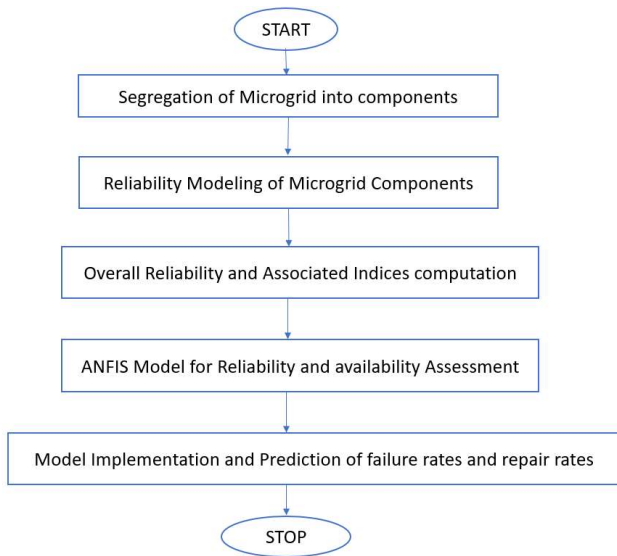 START
Segregation of Microgrid into components
Reliability Modeling of Microgrid Components
Overall Reliability and Associated Indices computation
ANFIS Model for Reliability and availability Assessment
Model Implementation and Prediction of failure rates and repair rates
STOP